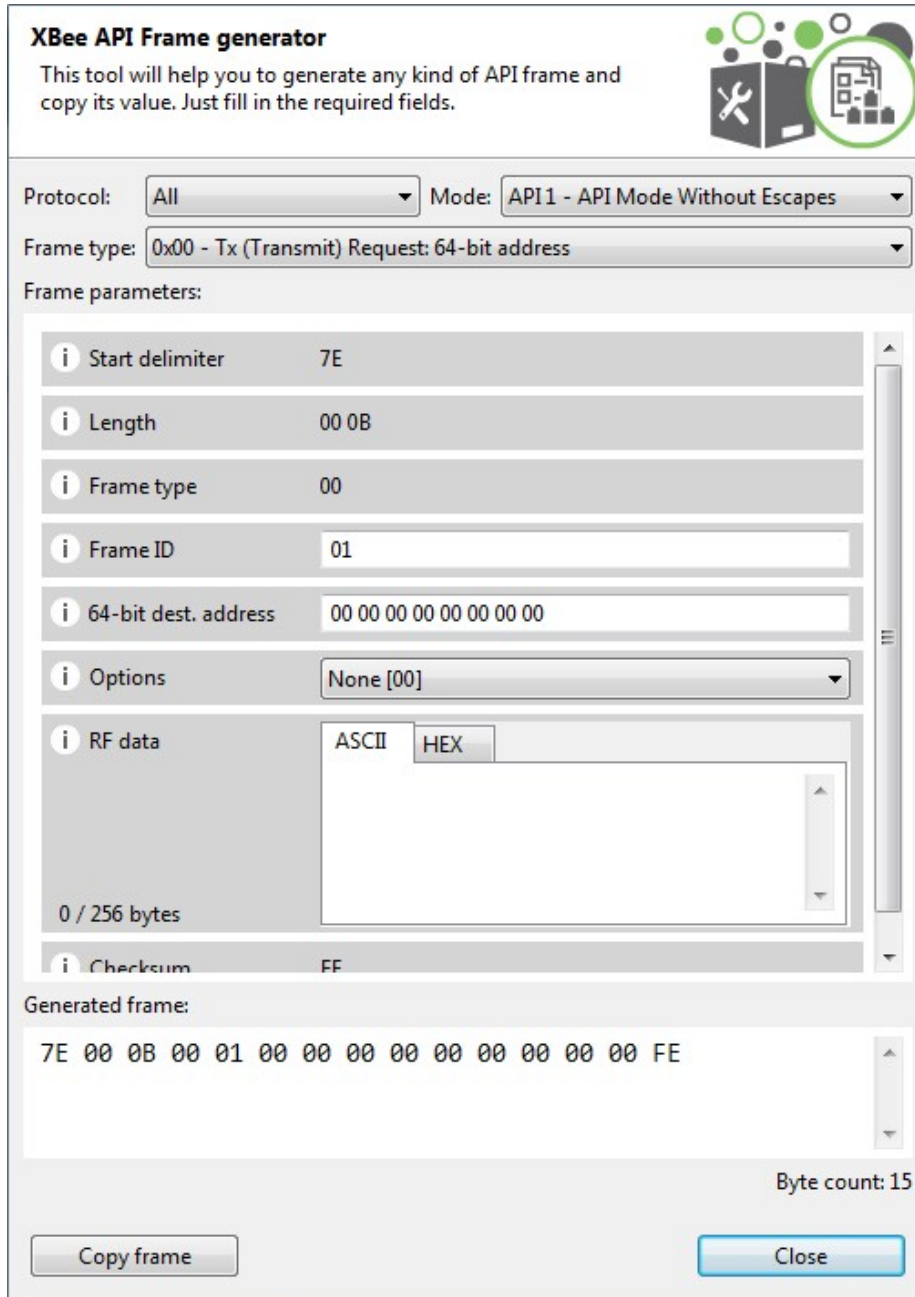 XBee API Frame generator
This tool will help you to generate any kind of API frame and
copy its value. Just fill in the required fields.
Protocol: All Mode: API 1 - API Mode Without Escapes
Frame type: 0x00 - Tx (Transmit) Request: 64-bit address
Frame parameters:
i Start delimiter 7E
i Length 00 0B
i Frame type 00
i Frame ID 01
i 64-bit dest. address 00 00 00 00 00 00 00 00
i Options None [00]
i RF data ASCII HEX
0 / 256 bytes
i Checksum FE
Generated frame:
7E 00 0B 00 01 00 00 00 00 00 00 00 00 00 FE
Byte count: 15
Copy frame Close